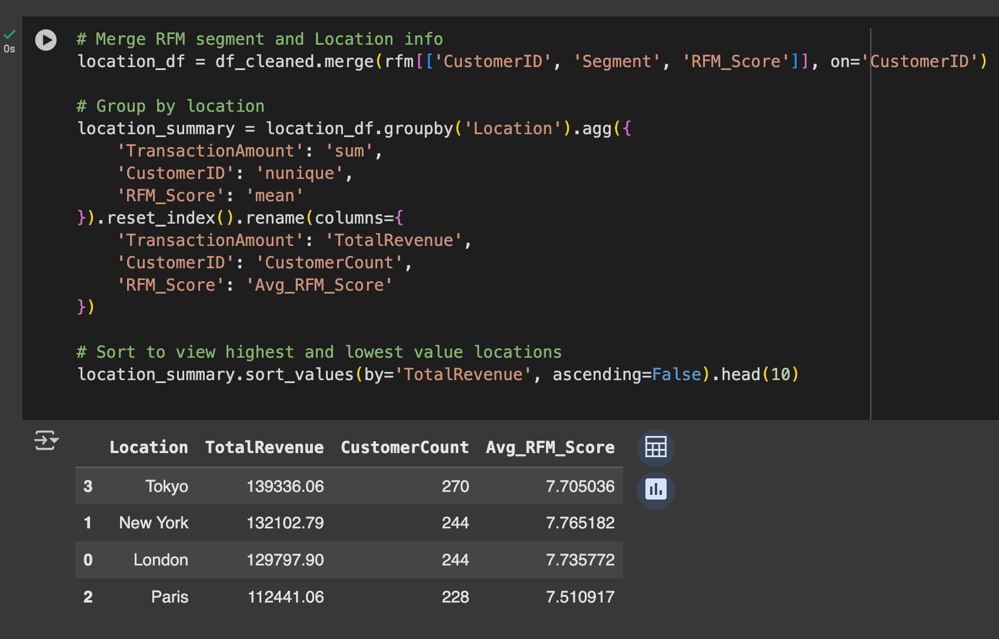 0s
# Merge RFM segment and Location info
location_df = df_cleaned.merge(rfm[['CustomerID', 'Segment', 'RFM_Score']], on='CustomerID')
# Group by location
location_summary = location_df.groupby('Location').agg({
    'TransactionAmount': 'sum',
    'CustomerID': 'nunique',
    'RFM_Score': 'mean'
}).reset_index().rename(columns={
    'TransactionAmount': 'TotalRevenue',
    'CustomerID': 'CustomerCount',
    'RFM_Score': 'Avg_RFM_Score'
})
# Sort to view highest and lowest value locations
location_summary.sort_values(by='TotalRevenue', ascending=False).head(10)
Location TotalRevenue CustomerCount Avg_RFM_Score
3 Tokyo 139336.06 270 7.705036
1 New York 132102.79 244 7.765182
0 London 129797.90 244 7.735772
2 Paris 112441.06 228 7.510917